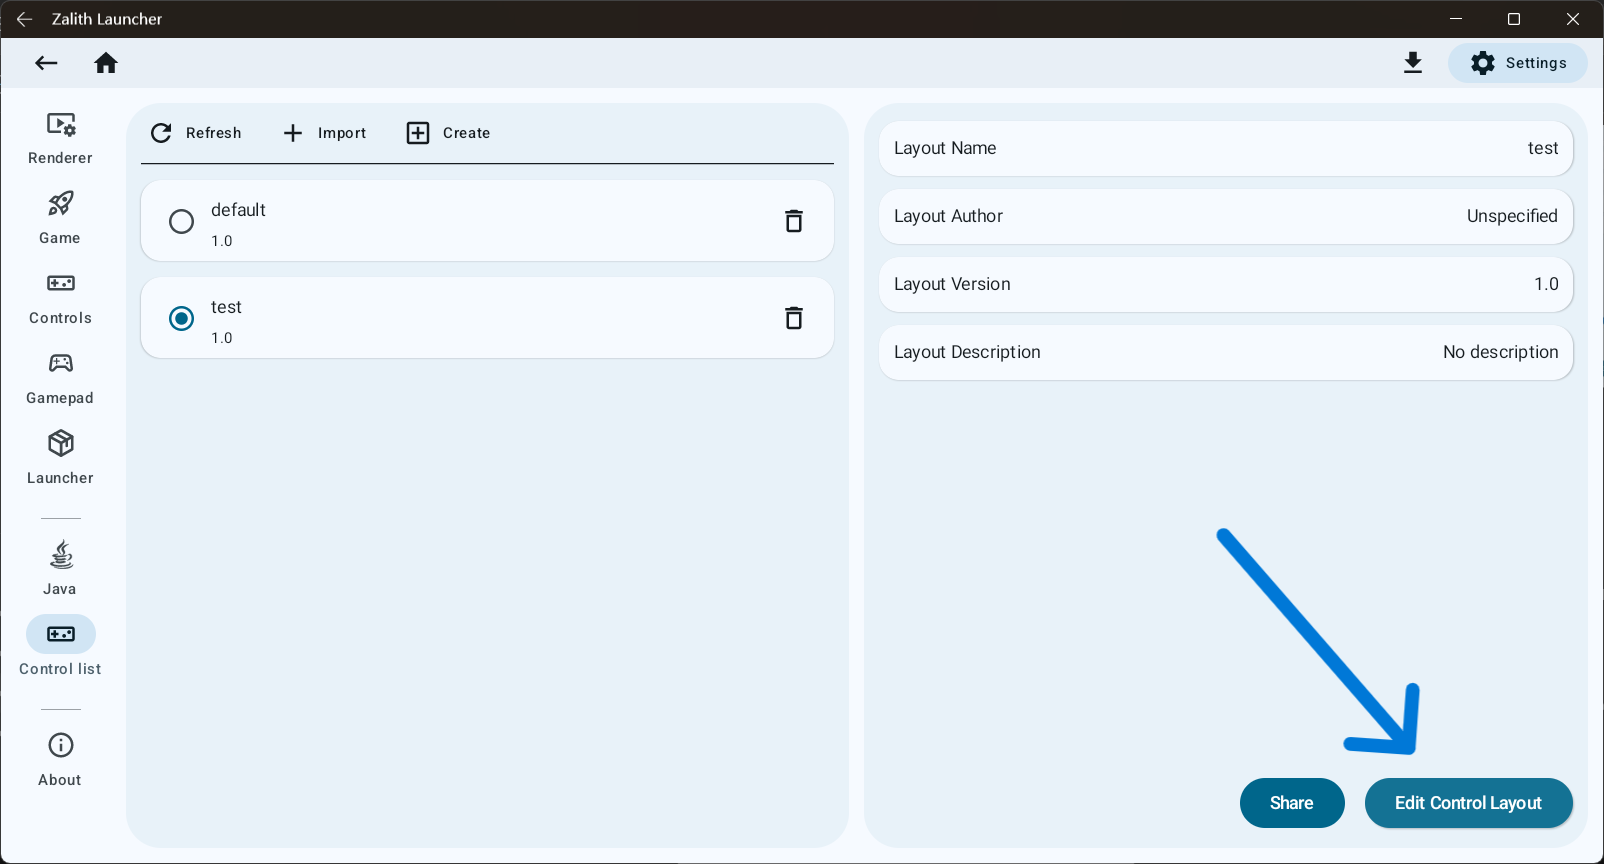 Zalith Launcher
Settings
Renderer
Game
Controls
Gamepad
Launcher
Java
Control list
About
Refresh
Import
Create
default
1.0
test
1.0
Layout Name
test
Layout Author
Unspecified
Layout Version
1.0
Layout Description
No description
Share
Edit Control Layout